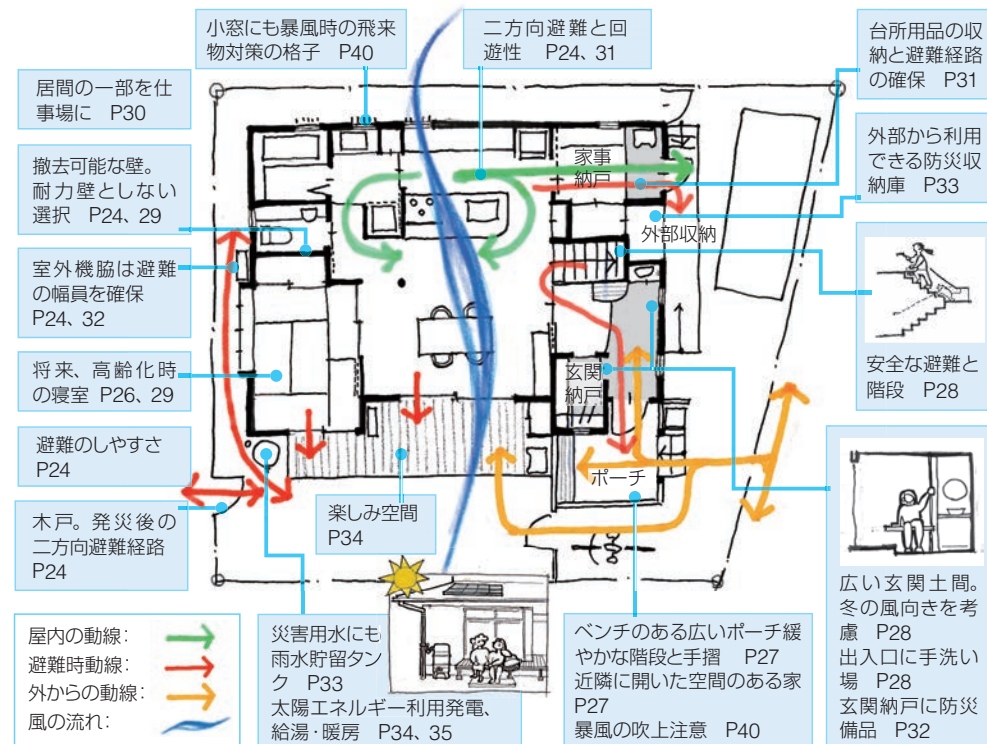 小窓にも暴風時の飛来
物対策の格子　P40
二方向避難と回
遊性　P24、31
台所用品の収
納と避難経路
の確保　P31
居間の一部を仕
事場に　P30
外部から利用
できる防災収
納庫　P33
撤去可能な壁。
耐力壁としない
選択　P24、29
家事
納戸
外部収納
室外機脇は避難
の幅員を確保
P24、32
安全な避難と
階段　P28
将来、高齢化時
の寝室 P26、29
玄関
納戸
避難のしやすさ
P24
ポーチ
木戸。発災後の
二方向避難経路
P24
楽しみ空間
P34
広い玄関土間。
冬の風向きを考
慮　P28
出入口に手洗い
場　P28
玄関納戸に防災
備品　P32
屋内の動線:
避難時動線:
外からの動線:
風の流れ:
災害用水にも
雨水貯留タン
ク　P33
太陽エネルギー利用発電、
給湯・暖房　P34、35
ベンチのある広いポーチ緩
やかな階段と手摺　P27
近隣に開いた空間のある家
P27
暴風の吹上注意　P40